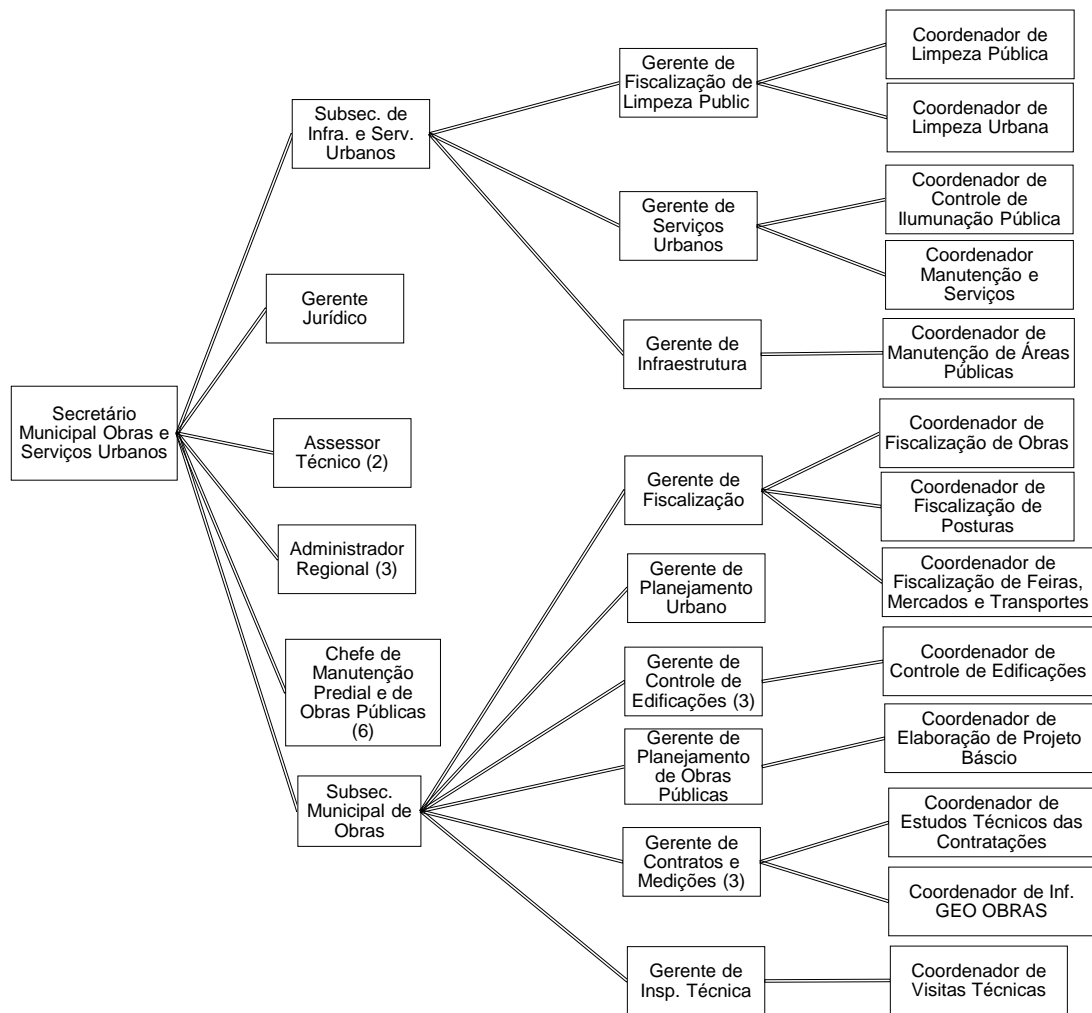 Secretário
Municipal Obras e
Serviços Urbanos
Subsec. de
Infra. e Serv.
Urbanos
Gerente
Jurídico
Assessor
Técnico (2)
Administrador
Regional (3)
Chefe de
Manutenção
Predial e de
Obras Públicas
(6)
Subsec.
Municipal de
Obras
Gerente de
Fiscalização de
Limpeza Public
Gerente de
Serviços
Urbanos
Gerente de
Infraestrutura
Gerente de
Fiscalização
Gerente de
Planejamento
Urbano
Gerente de
Controle de
Edificações (3)
Gerente de
Planejamento
de Obras
Públicas
Gerente de
Contratos e
Medições (3)
Gerente de
Insp. Técnica
Coordenador de
Limpeza Pública
Coordenador de
Limpeza Urbana
Coordenador de
Controle de
Ilumunação Pública
Coordenador
Manutenção e
Serviços
Coordenador de
Manutenção de Áreas
Públicas
Coordenador de
Fiscalização de Obras
Coordenador de
Fiscalização de
Posturas
Coordenador de
Fiscalização de Feiras,
Mercados e Transportes
Coordenador de
Controle de Edificações
Coordenador de
Elaboração de Projeto
Báscio
Coordenador de
Estudos Técnicos das
Contratações
Coordenador de Inf.
GEO OBRAS
Coordenador de
Visitas Técnicas